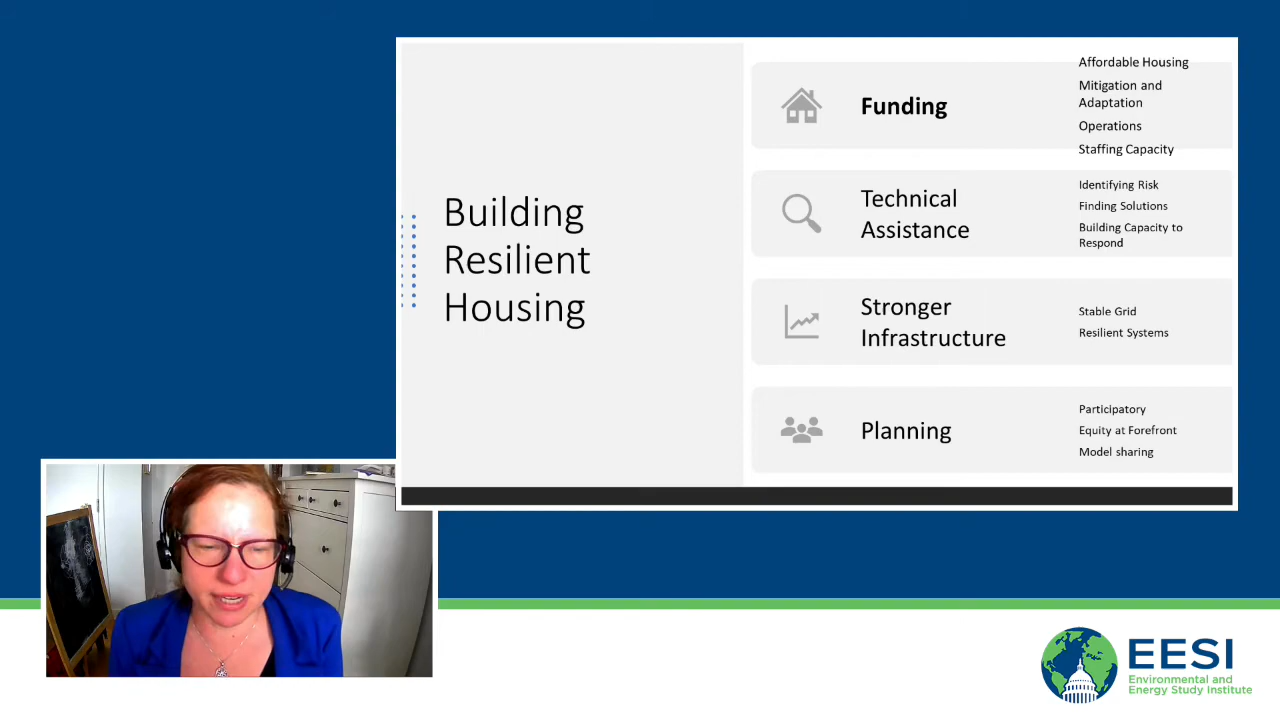 Building
Resilient
Housing
Funding
Affordable Housing
Mitigation and
Adaptation
Operations
Staffing Capacity
Technical
Assistance
Identifying Risk
Finding Solutions
Building Capacity to
Respond
Stronger
Infrastructure
Stable Grid
Resilient Systems
Planning
Participatory
Equity at Forefront
Model sharing
EESI
Environmental and
Energy Study Institute